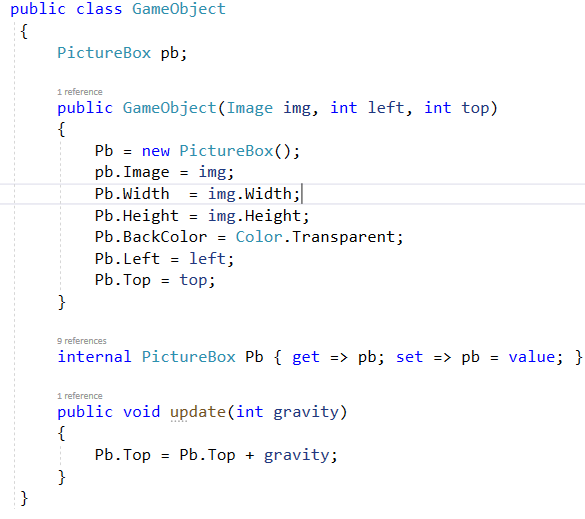 public class GameObject
{
    PictureBox pb;
    1 reference
    public GameObject(Image img, int left, int top)
    {
        Pb = new PictureBox();
        pb.Image = img;
        Pb.Width  = img.Width;
        Pb.Height = img.Height;
        Pb.BackColor = Color.Transparent;
        Pb.Left = left;
        Pb.Top = top;
    }
    9 references
    internal PictureBox Pb { get => pb; set => pb = value; }
    1 reference
    public void update(int gravity)
    {
        Pb.Top = Pb.Top + gravity;
    }
}